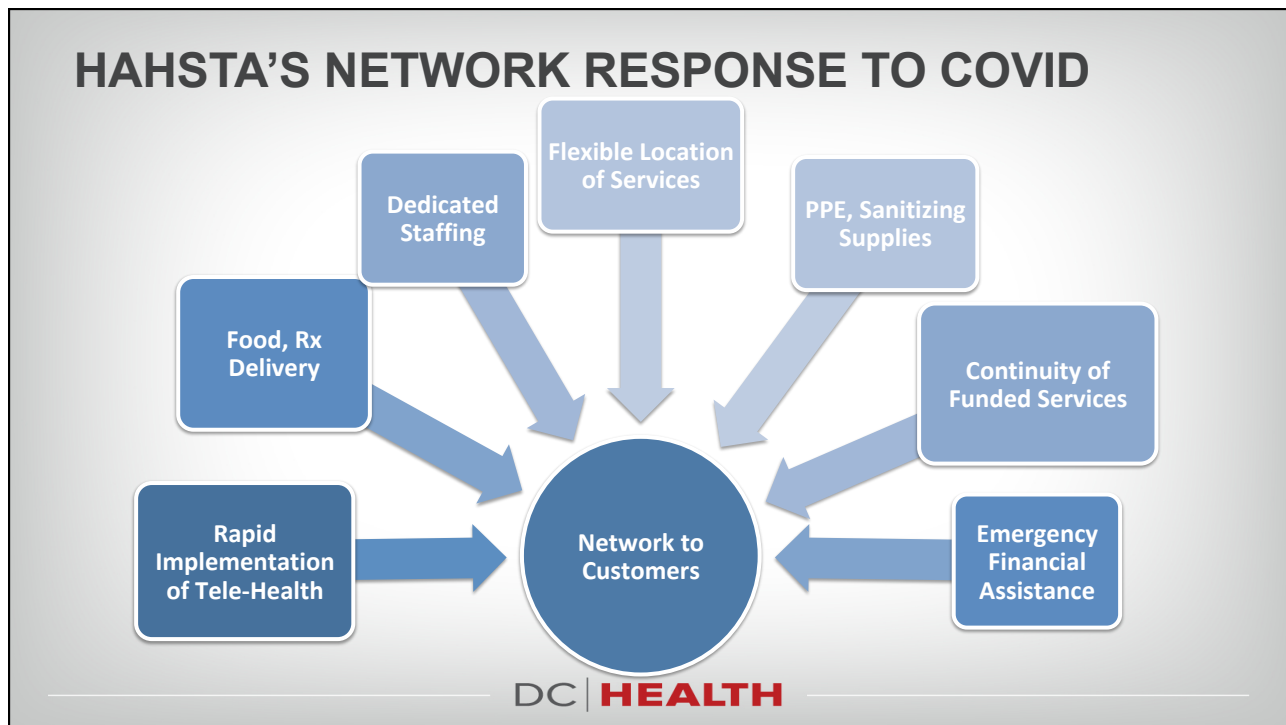 HAHSTA'S NETWORK RESPONSE TO COVID
Rapid
Implementation
of Tele-Health
Food, Rx
Delivery
Dedicated
Staffing
Flexible Location
of Services
PPE, Sanitizing
Supplies
Continuity of
Funded Services
Emergency
Financial
Assistance
Network to
Customers
DC | HEALTH